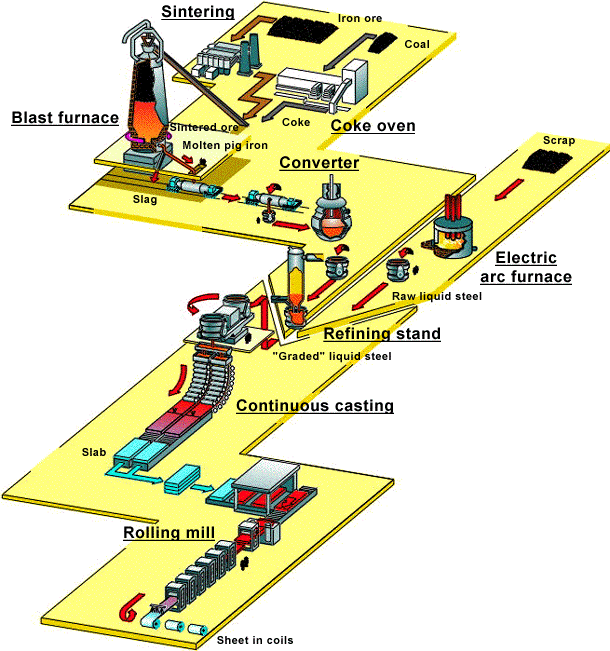 Sintering
Iron ore
Coal
Blast furnace
Sintered ore
Coke
Coke oven
Molten pig iron
Converter
Scrap
Slag
Electric
arc furnace
Raw liquid steel
Refining stand
"Graded" liquid steel
Continuous casting
Slab
Rolling mill
Sheet in coils